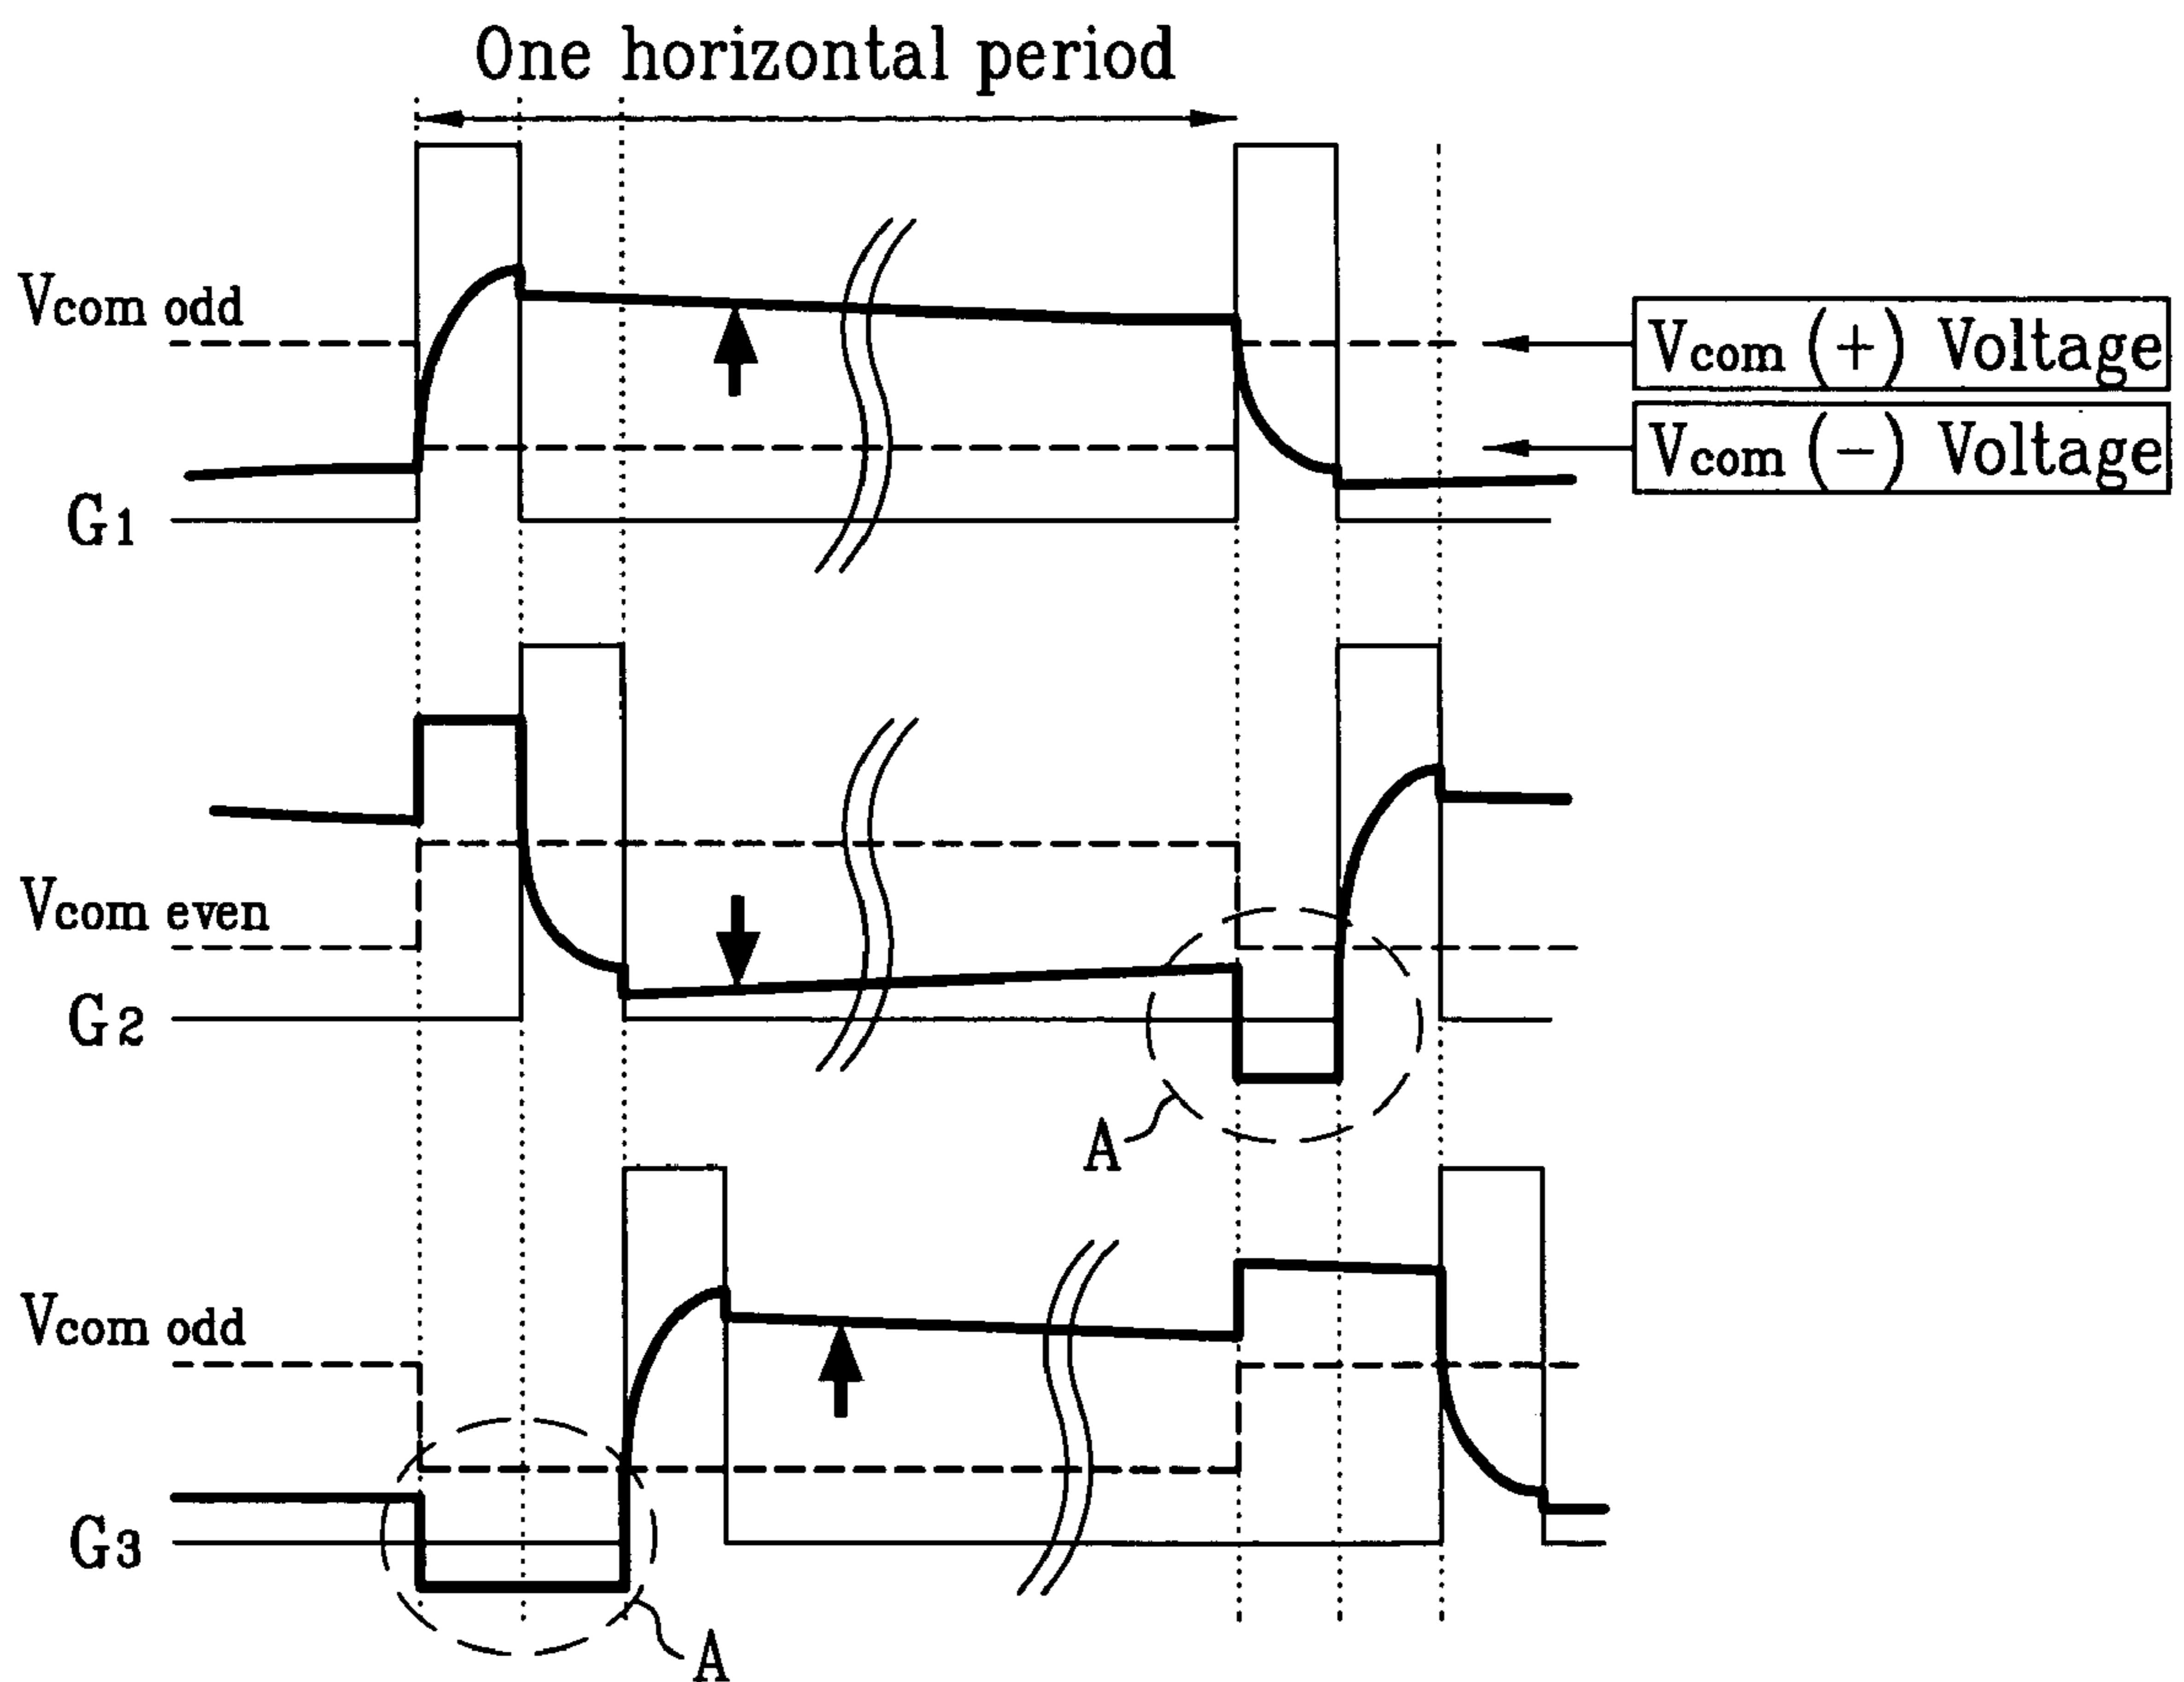 One horizontal period
Vcom odd
Vcom (+) Voltage
Vcom (−) Voltage
G1
Vcom even
G2
A
Vcom odd
G3
A